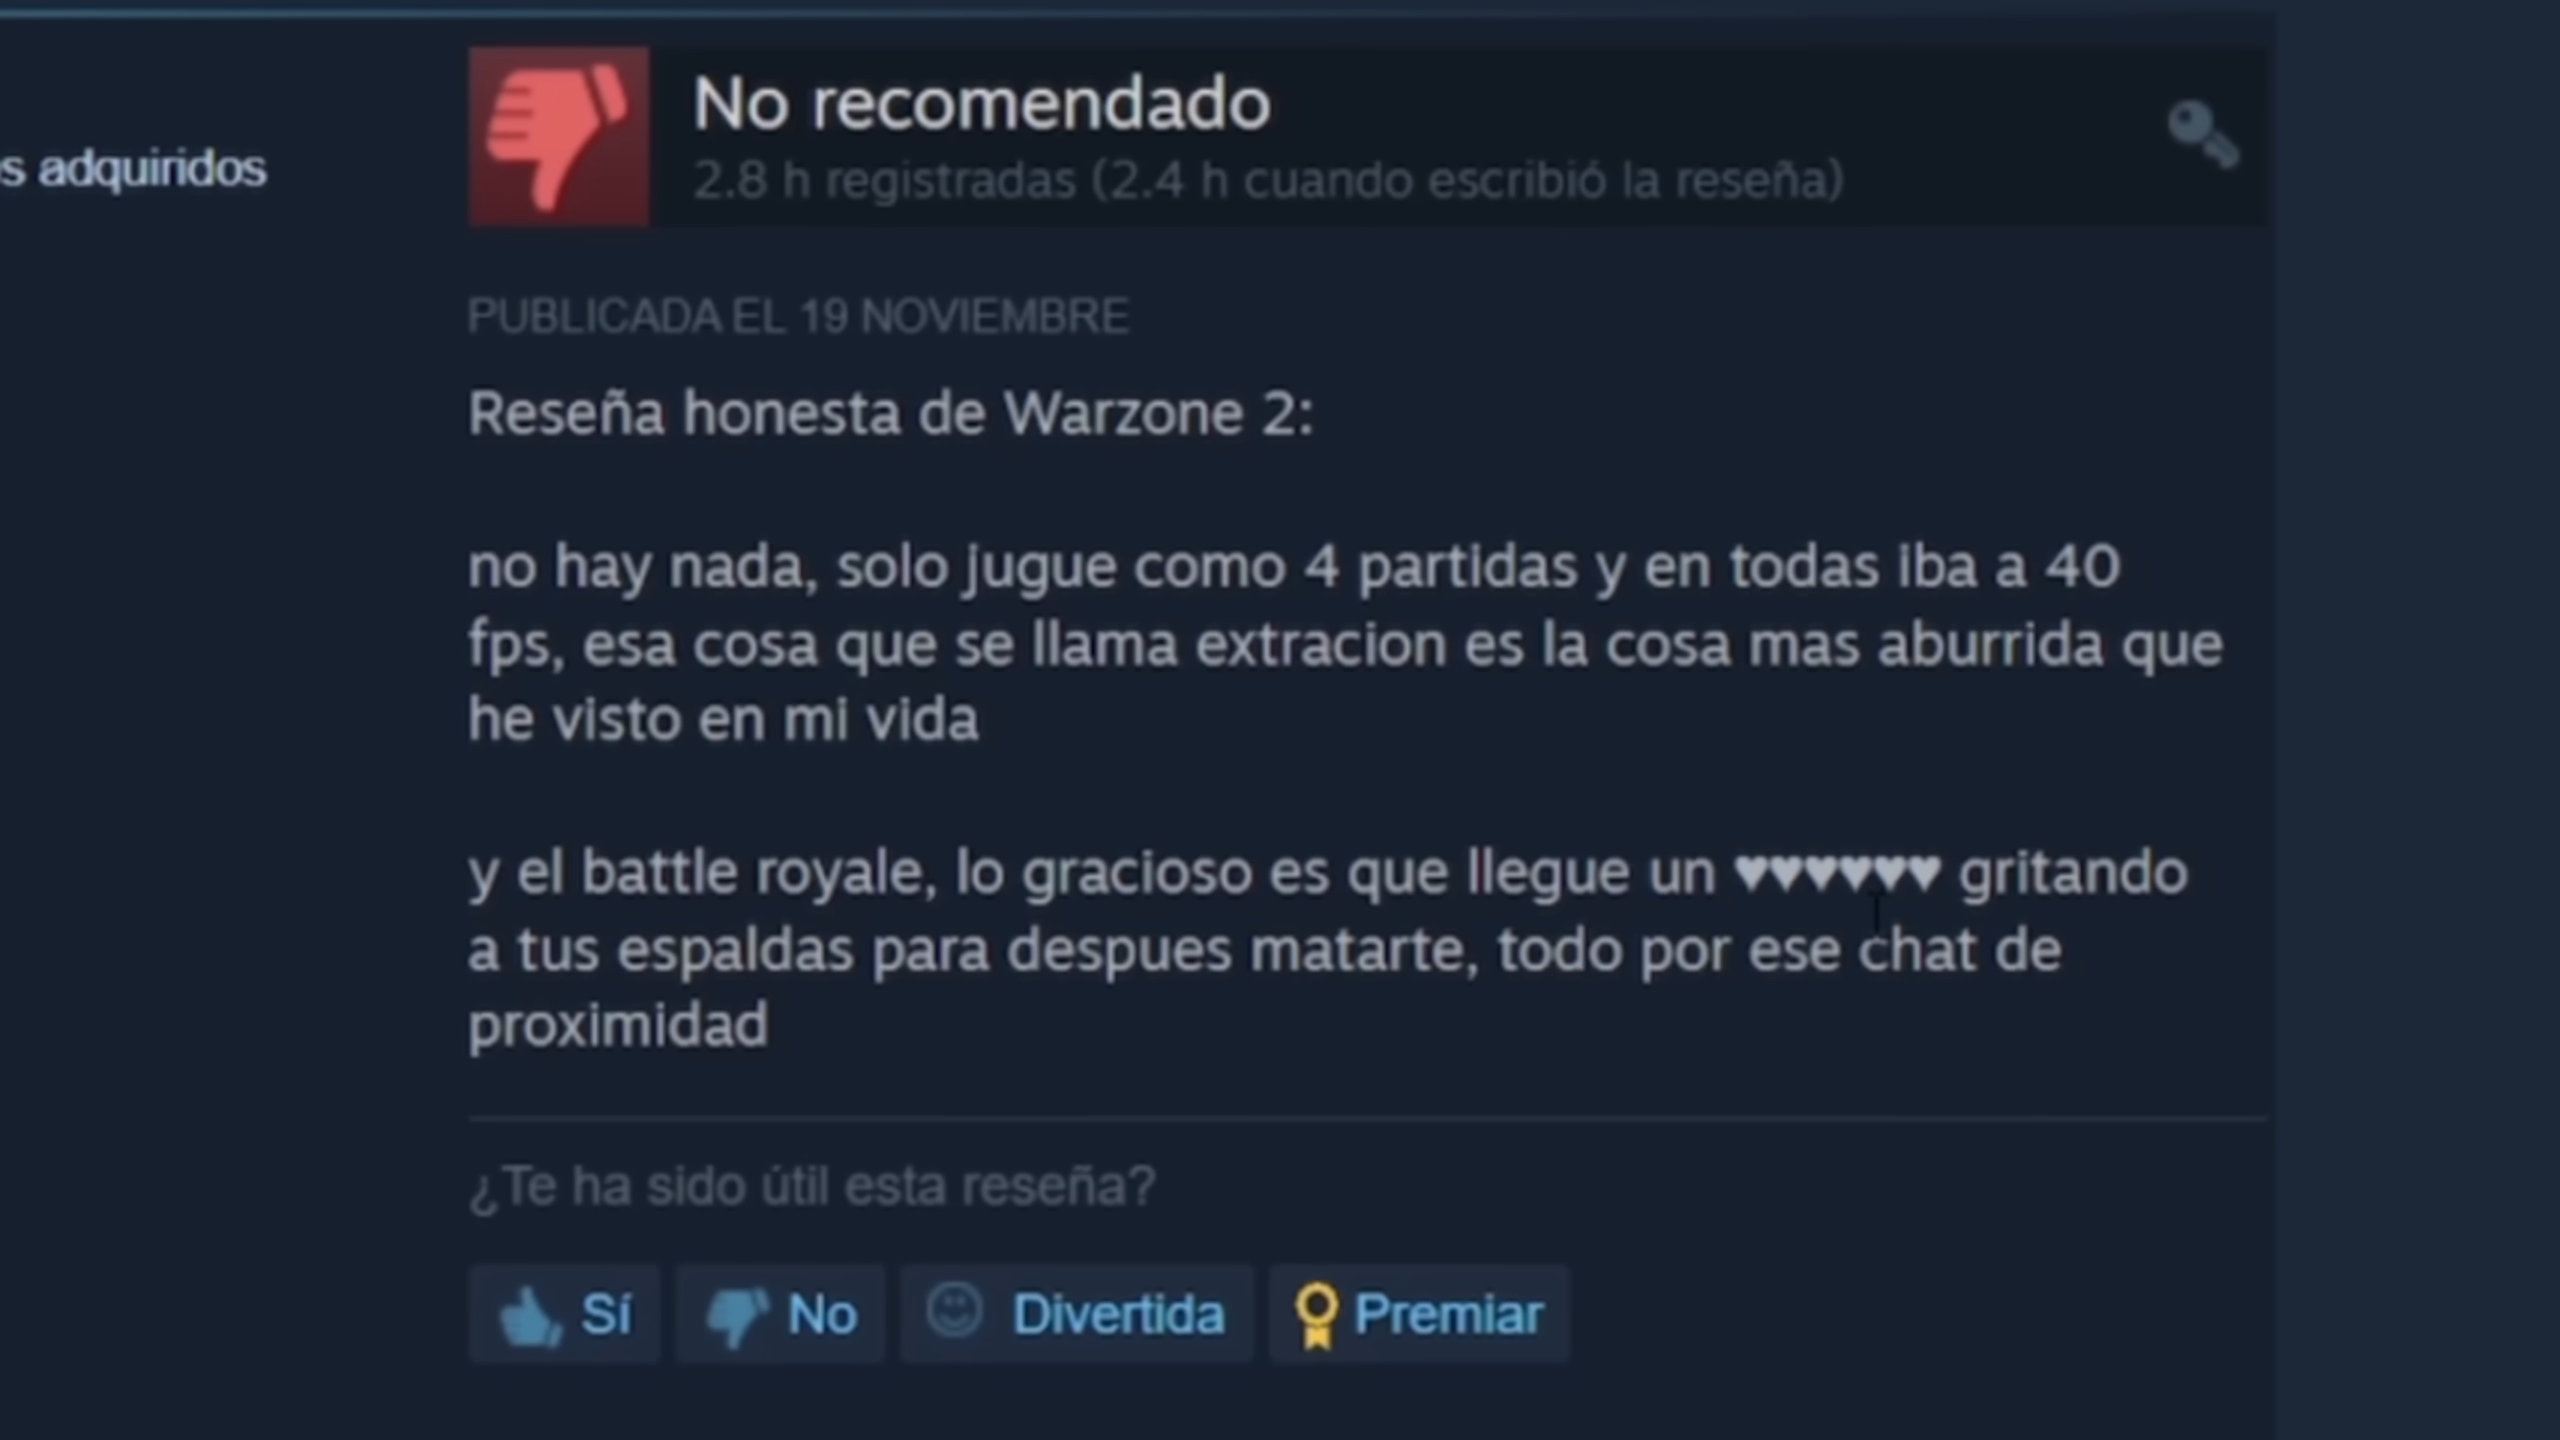 No recomendado
2.8 h registradas (2.4 h cuando escribió la reseña)
s adquiridos
PUBLICADA EL 19 NOVIEMBRE
Reseña honesta de Warzone 2:
no hay nada, solo jugue como 4 partidas y en todas iba a 40
fps, esa cosa que se llama extracion es la cosa mas aburrida que
he visto en mi vida
y el battle royale, lo gracioso es que llegue un ♥♥♥♥♥♥ gritando
a tus espaldas para despues matarte, todo por ese chat de
proximidad
¿Te ha sido útil esta reseña?
Sí No Divertida Premiar